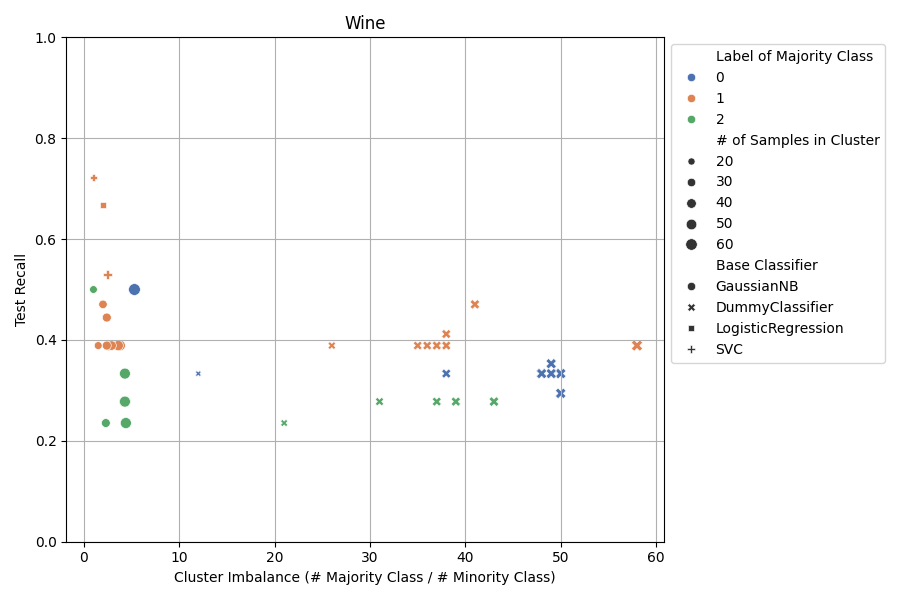 Wine
1.0
0.8
0.6
0.4
0.2
0.0
Test Recall
0 10 20 30 40 50 60
Cluster Imbalance (# Majority Class / # Minority Class)
Label of Majority Class
0
1
2
# of Samples in Cluster
20
30
40
50
60
Base Classifier
GaussianNB
DummyClassifier
LogisticRegression
SVC